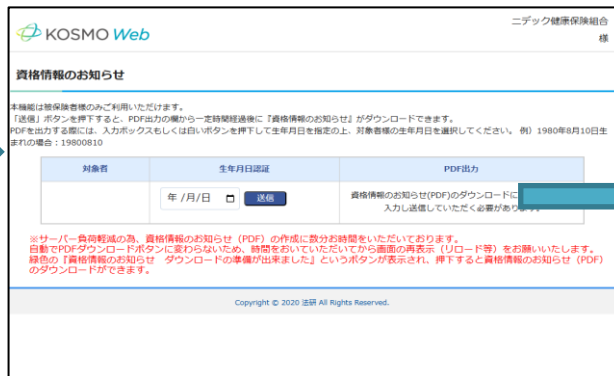 KOSMO Web
ニデック健康保険組合
様
資格情報のお知らせ
本機能は被保険者様のみご利用いただけます。
「送信」ボタンを押下すると、PDF出力の欄から一定時間経過後に『資格情報のお知らせ』がダウンロードできます。
PDFを出力する際には、入力ボックスもしくは白いボタンを押下して生年月日を指定の上、対象者様の生年月日を選択してください。 例）1980年8月10日生
まれの場合：19800810
対象者 生年月日認証 PDF出力
年 /月/日 送信 資格情報のお知らせ(PDF)のダウンロードに
入力し送信していただく必要があります。
※サーバー負荷軽減の為、資格情報のお知らせ（PDF）の作成に数分お時間をいただいております。
自動でPDFダウンロードボタンに変わらないため、時間をおいていただいてから画面の再表示（リロード等）をお願いいたします。
緑色の『資格情報のお知らせ　ダウンロードの準備が出来ました』というボタンが表示され、押下すると資格情報のお知らせ（PDF）
のダウンロードができます。
Copyright © 2020 法研 All Rights Reserved.